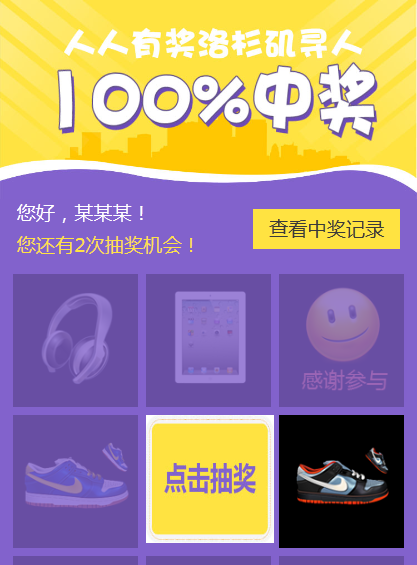 人人有奖洛杉矶寻人
100%中奖
您好，某某某！
您还有2次抽奖机会！
查看中奖记录
感谢参与
点击抽奖